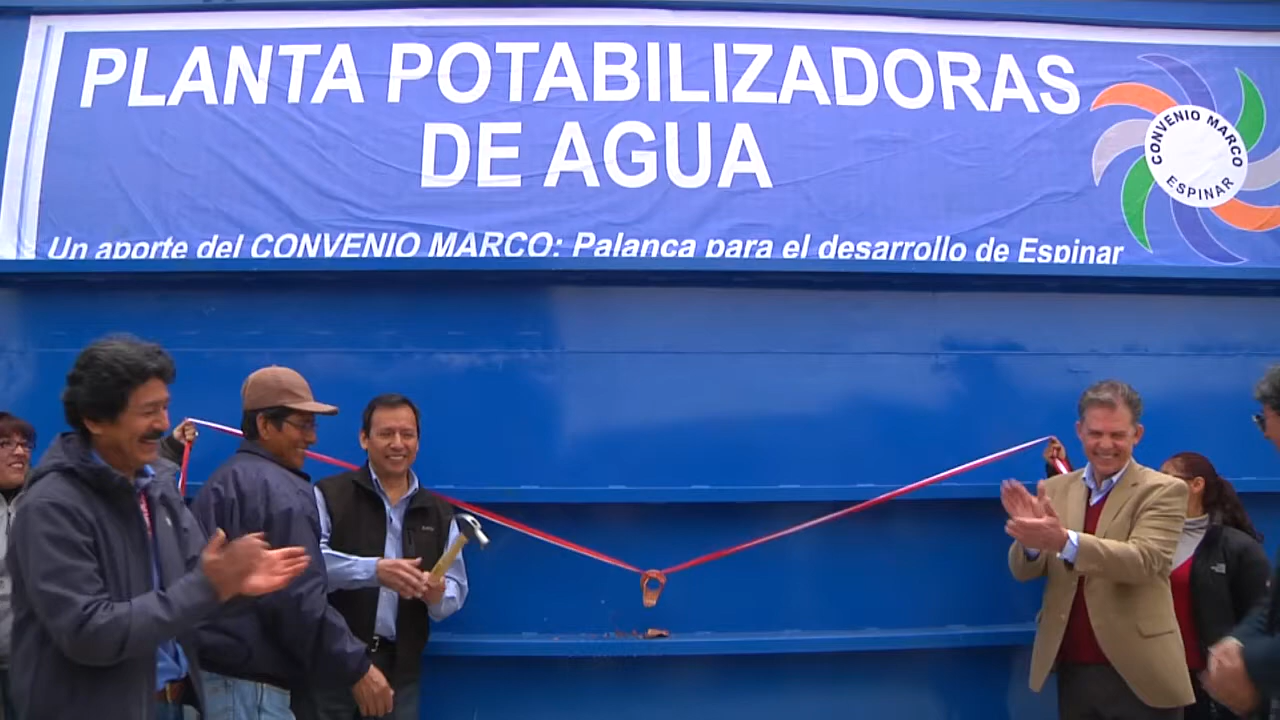 PLANTA POTABILIZADORAS
DE AGUA
Un aporte del CONVENIO MARCO: Palanca para el desarrollo de Espinar
CONVENIO MARCO
ESPINAR